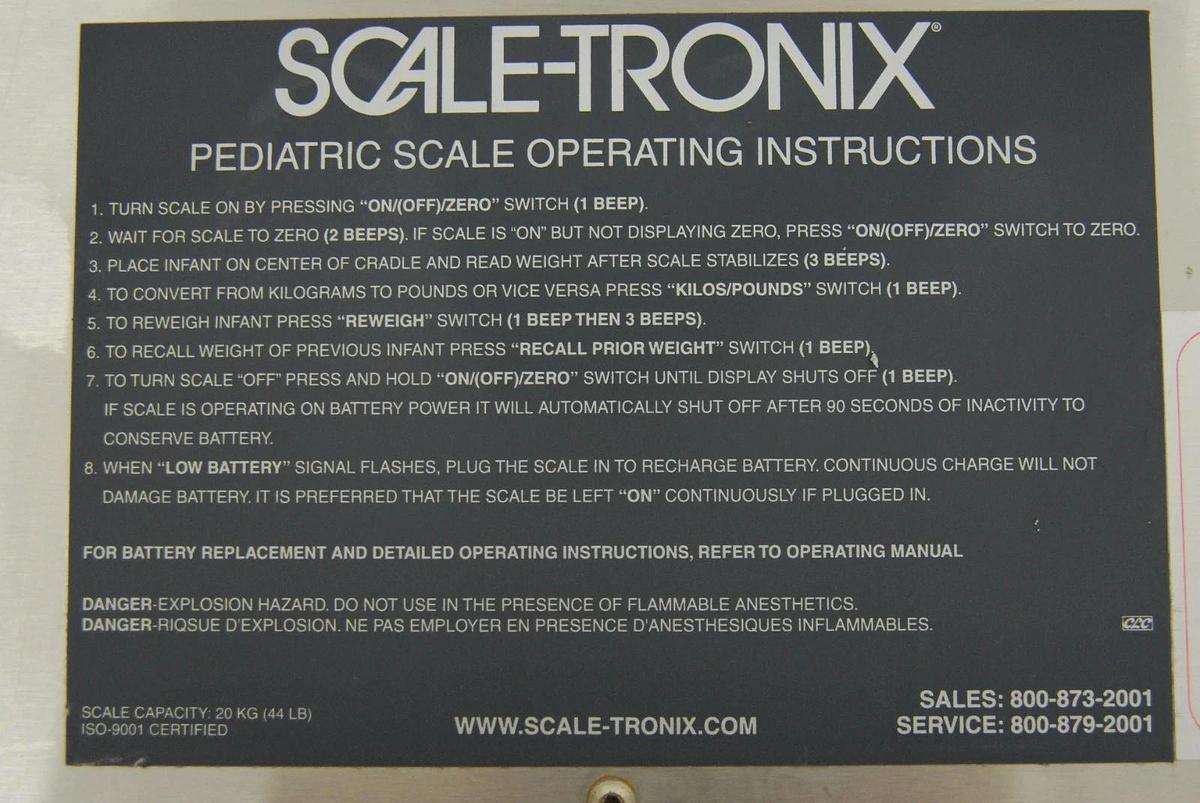 SCALE-TRONIX®
PEDIATRIC SCALE OPERATING INSTRUCTIONS
1. TURN SCALE ON BY PRESSING “ON/(OFF)/ZERO” SWITCH (1 BEEP).
2. WAIT FOR SCALE TO ZERO (2 BEEPS). IF SCALE IS “ON” BUT NOT DISPLAYING ZERO, PRESS “ON/(OFF)/ZERO” SWITCH TO ZERO.
3. PLACE INFANT ON CENTER OF CRADLE AND READ WEIGHT AFTER SCALE STABILIZES (3 BEEPS).
4. TO CONVERT FROM KILOGRAMS TO POUNDS OR VICE VERSA PRESS “KILOS/POUNDS” SWITCH (1 BEEP).
5. TO REWEIGH INFANT PRESS “REWEIGH” SWITCH (1 BEEP THEN 3 BEEPS).
6. TO RECALL WEIGHT OF PREVIOUS INFANT PRESS “RECALL PRIOR WEIGHT” SWITCH (1 BEEP).
7. TO TURN SCALE “OFF” PRESS AND HOLD “ON/(OFF)/ZERO” SWITCH UNTIL DISPLAY SHUTS OFF (1 BEEP).
IF SCALE IS OPERATING ON BATTERY POWER IT WILL AUTOMATICALLY SHUT OFF AFTER 90 SECONDS OF INACTIVITY TO
CONSERVE BATTERY.
8. WHEN “LOW BATTERY” SIGNAL FLASHES, PLUG THE SCALE IN TO RECHARGE BATTERY. CONTINUOUS CHARGE WILL NOT
DAMAGE BATTERY. IT IS PREFERRED THAT THE SCALE BE LEFT “ON” CONTINUOUSLY IF PLUGGED IN.
FOR BATTERY REPLACEMENT AND DETAILED OPERATING INSTRUCTIONS, REFER TO OPERATING MANUAL
DANGER-EXPLOSION HAZARD. DO NOT USE IN THE PRESENCE OF FLAMMABLE ANESTHETICS.
DANGER-RIQSUE D'EXPLOSION. NE PAS EMPLOYER EN PRESENCE D'ANESTHESIQUES INFLAMMABLES.
CLC
SCALE CAPACITY: 20 KG (44 LB)
ISO-9001 CERTIFIED
WWW.SCALE-TRONIX.COM
SALES: 800-873-2001
SERVICE: 800-879-2001